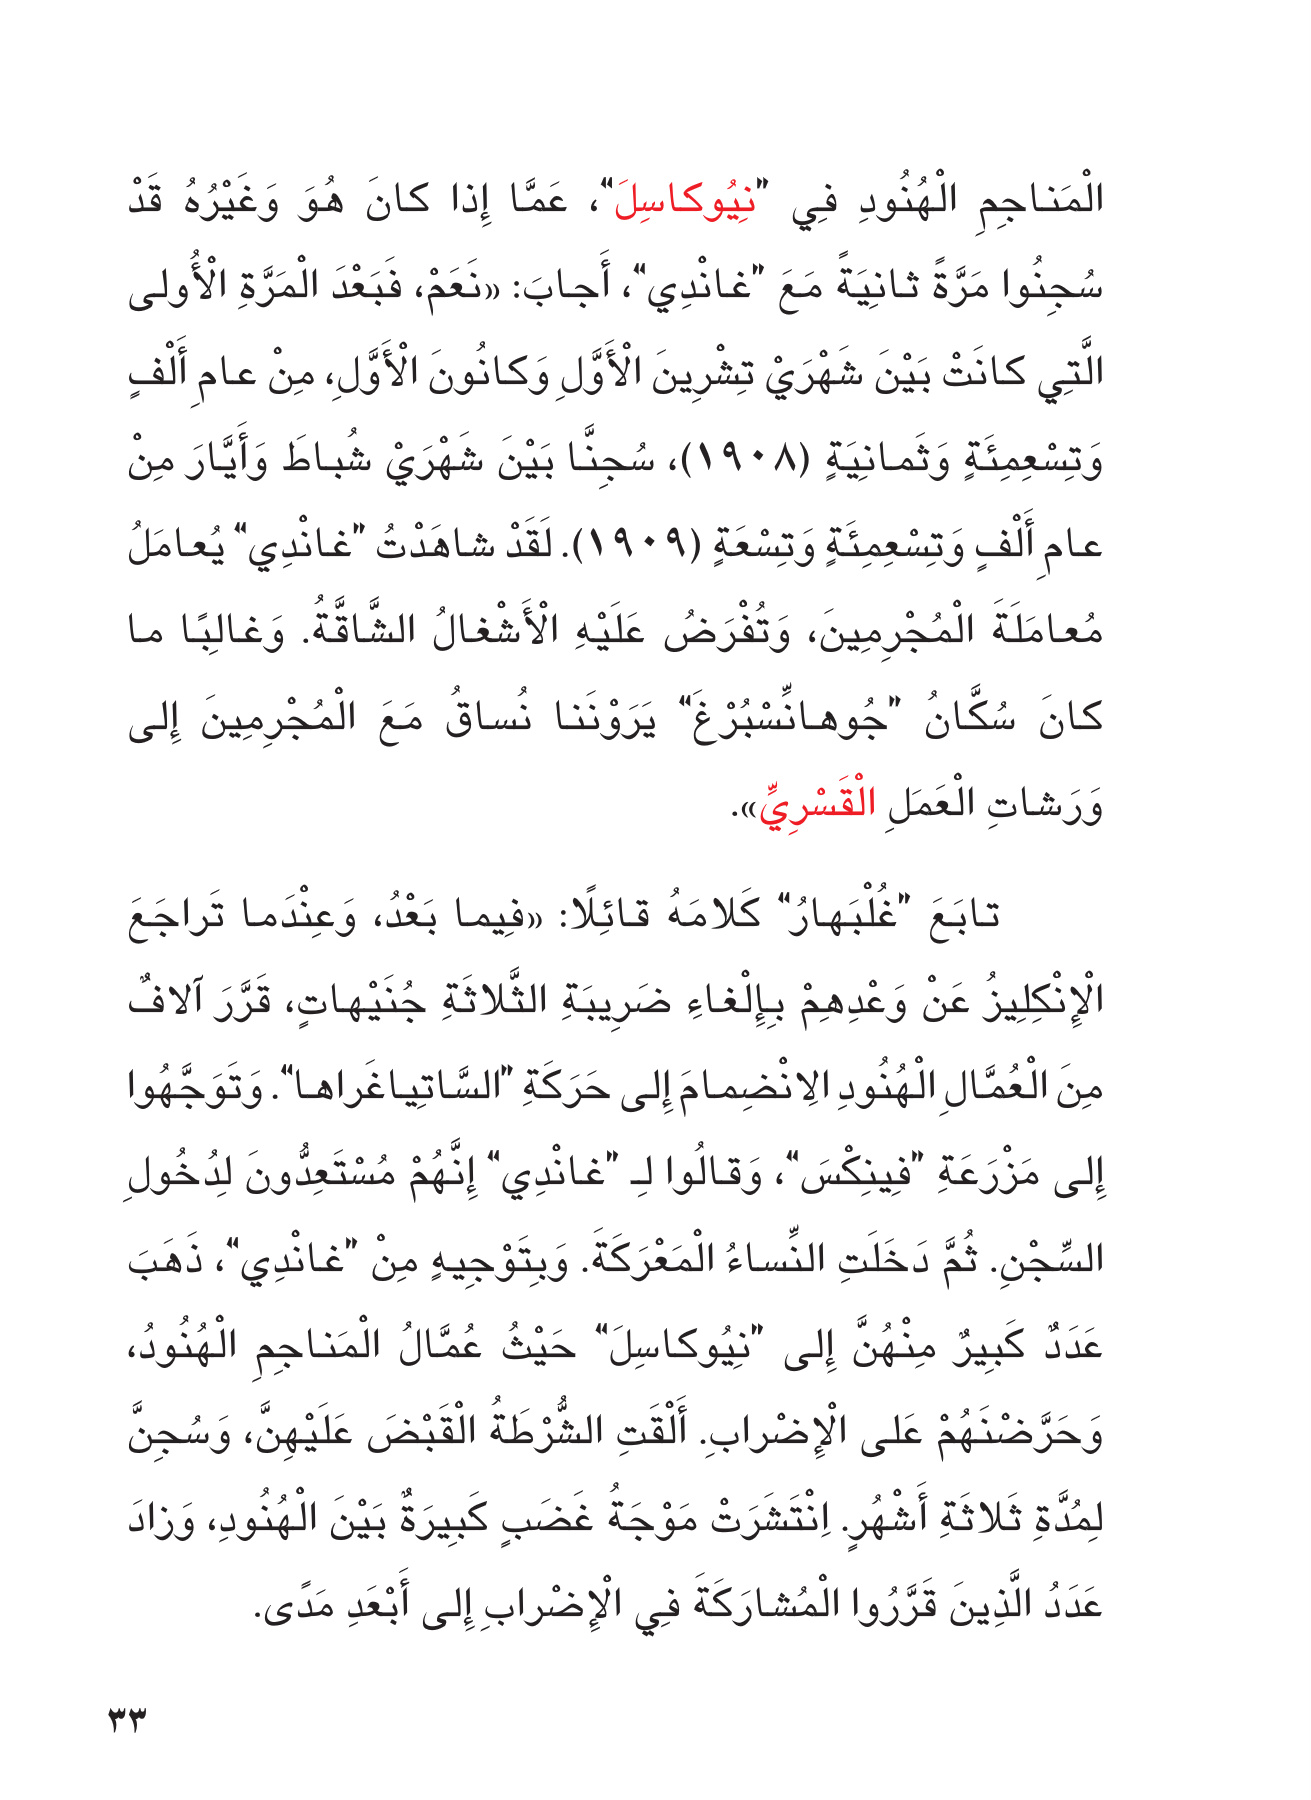 الْمَناجِمِ الْهُنُودِ فِي "نِيُوكاسِلَ"، عَمَّا إِذا كانَ هُوَ وَغَيْرُهُ قَدْ
سُجِنُوا مَرَّةً ثانِيَةً مَعَ "غانْدِي"، أَجابَ: «نَعَمْ، فَبَعْدَ الْمَرَّةِ الْأُولى
الَّتِي كانَتْ بَيْنَ شَهْرَيْ تِشْرِينَ الْأَوَّلِ وَكانُونَ الْأَوَّلِ، مِنْ عامِ أَلْفٍ
وَتِسْعِمِئَةٍ وَثَمانِيَةٍ (١٩٠٨)، سُجِنَّا بَيْنَ شَهْرَيْ شُباطَ وَأَيَّارَ مِنْ
عامِ أَلْفٍ وَتِسْعِمِئَةٍ وَتِسْعَةٍ (١٩٠٩). لَقَدْ شاهَدْتُ "غانْدِي" يُعامَلُ
مُعامَلَةَ الْمُجْرِمِينَ، وَتُفْرَضُ عَلَيْهِ الْأَشْغالُ الشَّاقَّةُ. وَغالِبًا ما
كانَ سُكَّانُ "جُوهانِّسْبُرْغَ" يَرَوْنَنا نُساقُ مَعَ الْمُجْرِمِينَ إِلى
وَرَشاتِ الْعَمَلِ الْقَسْرِيِّ».
تابَعَ "غُلْبَهارُ" كَلامَهُ قائِلًا: «فِيما بَعْدُ، وَعِنْدَما تَراجَعَ
الْإِنْكِلِيزُ عَنْ وَعْدِهِمْ بِإِلْغاءِ ضَرِيبَةِ الثَّلاثَةِ جُنَيْهاتٍ، قَرَّرَ آلافٌ
مِنَ الْعُمَّالِ الْهُنُودِ الِانْضِمامَ إِلى حَرَكَةِ "السَّاتِياغَراها". وَتَوَجَّهُوا
إِلى مَزْرَعَةِ "فِينِكْسَ"، وَقالُوا لِـ "غانْدِي" إِنَّهُمْ مُسْتَعِدُّونَ لِدُخُولِ
السِّجْنِ. ثُمَّ دَخَلَتِ النِّساءُ الْمَعْرَكَةَ. وَبِتَوْجِيهٍ مِنْ "غانْدِي"، ذَهَبَ
عَدَدٌ كَبِيرٌ مِنْهُنَّ إِلى "نِيُوكاسِلَ" حَيْثُ عُمَّالُ الْمَناجِمِ الْهُنُودُ،
وَحَرَّضْنَهُمْ عَلى الْإِضْرابِ. أَلْقَتِ الشُّرْطَةُ الْقَبْضَ عَلَيْهِنَّ، وَسُجِنَّ
لِمُدَّةِ ثَلاثَةِ أَشْهُرٍ. اِنْتَشَرَتْ مَوْجَةُ غَضَبٍ كَبِيرَةٌ بَيْنَ الْهُنُودِ، وَزادَ
عَدَدُ الَّذِينَ قَرَّرُوا الْمُشارَكَةَ فِي الْإِضْرابِ إِلى أَبْعَدِ مَدًى.
٣٣